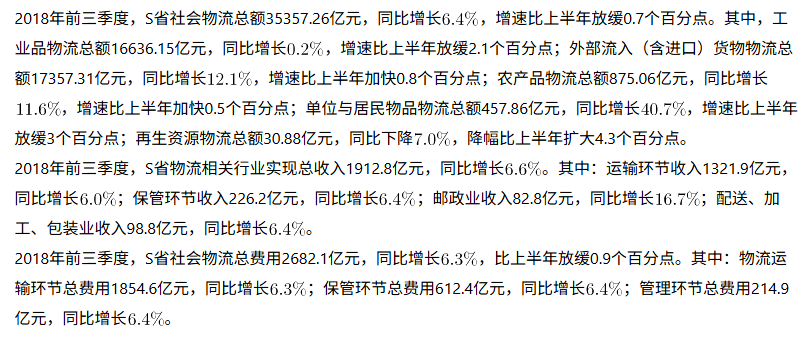 2018年前三季度，S省社会物流总额35357.26亿元，同比增长6.4%，增速比上半年放缓0.7个百分点。其中，工
业品物流总额16636.15亿元，同比增长0.2%，增速比上半年放缓2.1个百分点；外部流入（含进口）货物物流总
额17357.31亿元，同比增长12.1%，增速比上半年加快0.8个百分点；农产品物流总额875.06亿元，同比增长
11.6%，增速比上半年加快0.5个百分点；单位与居民物品物流总额457.86亿元，同比增长40.7%，增速比上半年
放缓3个百分点；再生资源物流总额30.88亿元，同比下降7.0%，降幅比上半年扩大4.3个百分点。
2018年前三季度，S省物流相关行业实现总收入1912.8亿元，同比增长6.6%。其中：运输环节收入1321.9亿元，
同比增长6.0%；保管环节收入226.2亿元，同比增长6.4%；邮政业收入82.8亿元，同比增长16.7%；配送、加
工、包装业收入98.8亿元，同比增长6.4%。
2018年前三季度，S省社会物流总费用2682.1亿元，同比增长6.3%，比上半年放缓0.9个百分点。其中：物流运
输环节总费用1854.6亿元，同比增长6.3%；保管环节总费用612.4亿元，同比增长6.4%；管理环节总费用214.9
亿元，同比增长6.4%。